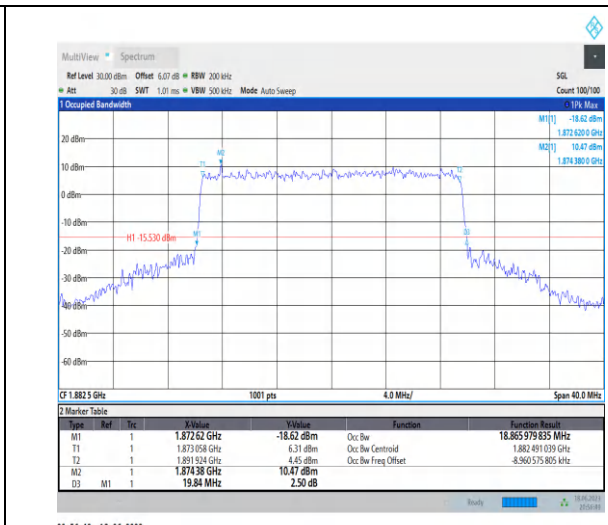 MultiView Spectrum
Ref Level 30.00 dBm Offset 6.07 dB RBW 200 kHz SGL
Att 30 dB SWT 1.01 ms VBW 500 kHz Mode Auto Sweep Count 100/100
1 Occupied Bandwidth 1Pk Max
M1[1] -18.62 dBm
1.872 620 0 GHz
M2[1] 10.47 dBm
1.874 380 0 GHz
20 dBm
M2
T1 T2
10 dBm
0 dBm
-10 dBm
H1 -15.530 dBm M1
-20 dBm
-30 dBm
-40 dBm
-50 dBm
-60 dBm
CF 1.882 5 GHz 1001 pts 4.0 MHz/ Span 40.0 MHz
2 Marker Table
Type Ref Trc X-Value Y-Value Function Function Result
M1 1 1.872 62 GHz -18.62 dBm Occ Bw 18.865 979 835 MHz
T1 1 1.873 058 GHz 6.31 dBm Occ Bw Centroid 1.882 491 039 GHz
T2 1 1.891 924 GHz 4.45 dBm Occ Bw Freq Offset -8.960 575 805 kHz
M2 1 1.874 38 GHz 10.47 dBm
D3 M1 1 19.84 MHz 2.50 dB
Ready